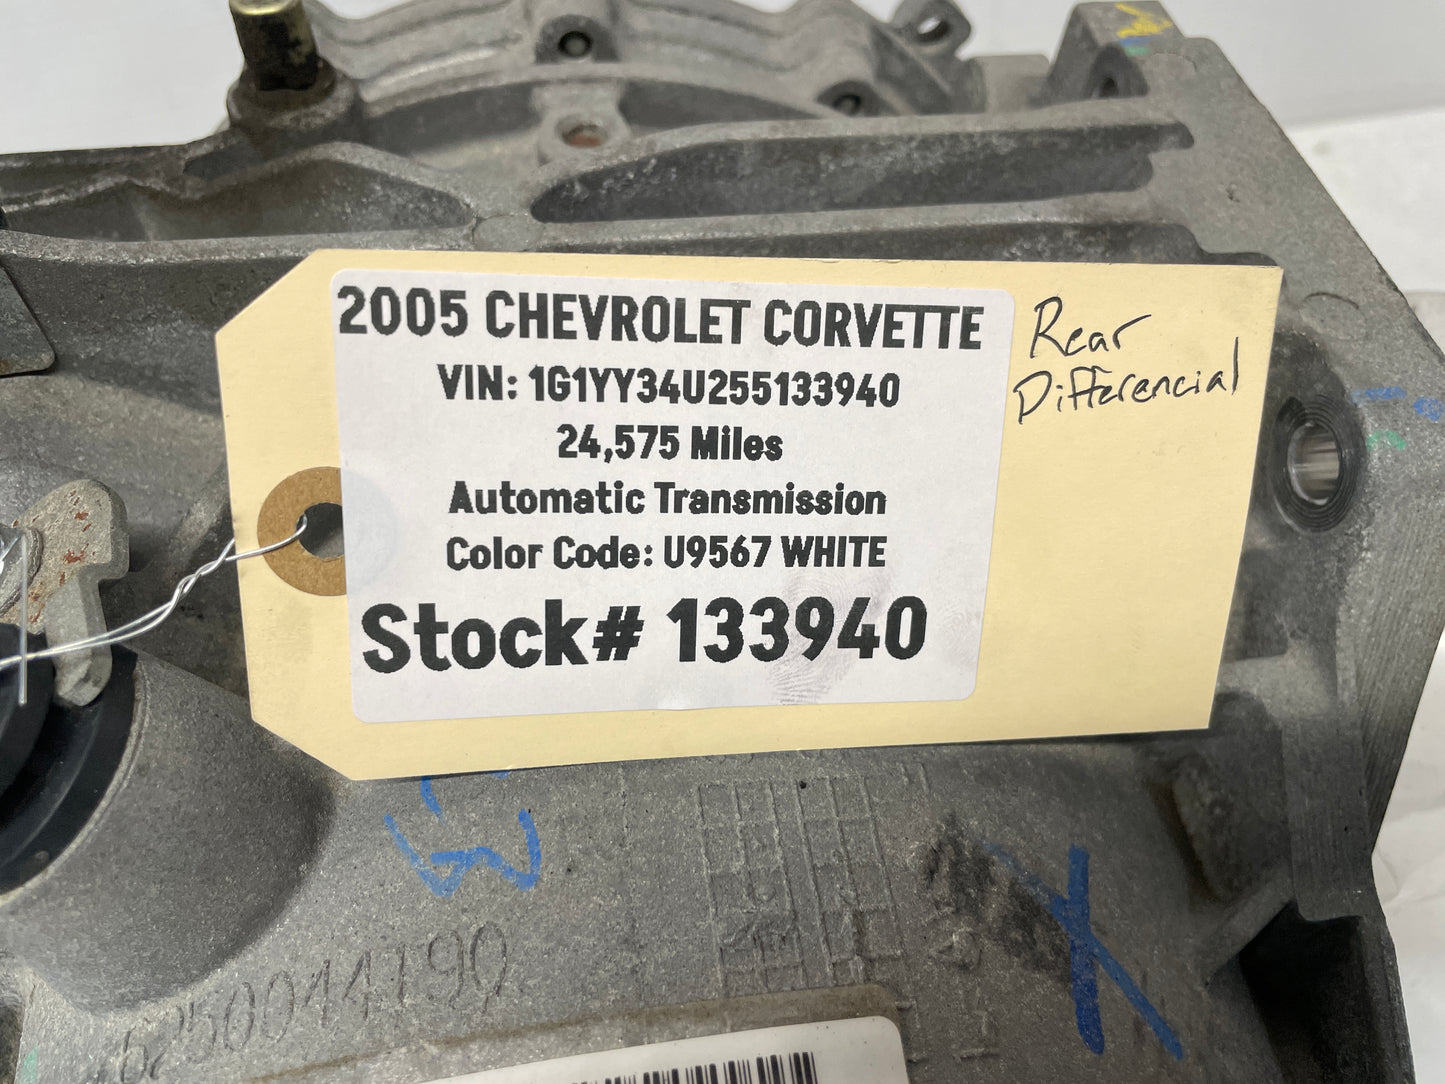 2005 CHEVROLET CORVETTE
VIN: 1G1YY34U255133940
24,575 Miles
Automatic Transmission
Color Code: U9567 WHITE
Stock# 133940
Rear
Differencial